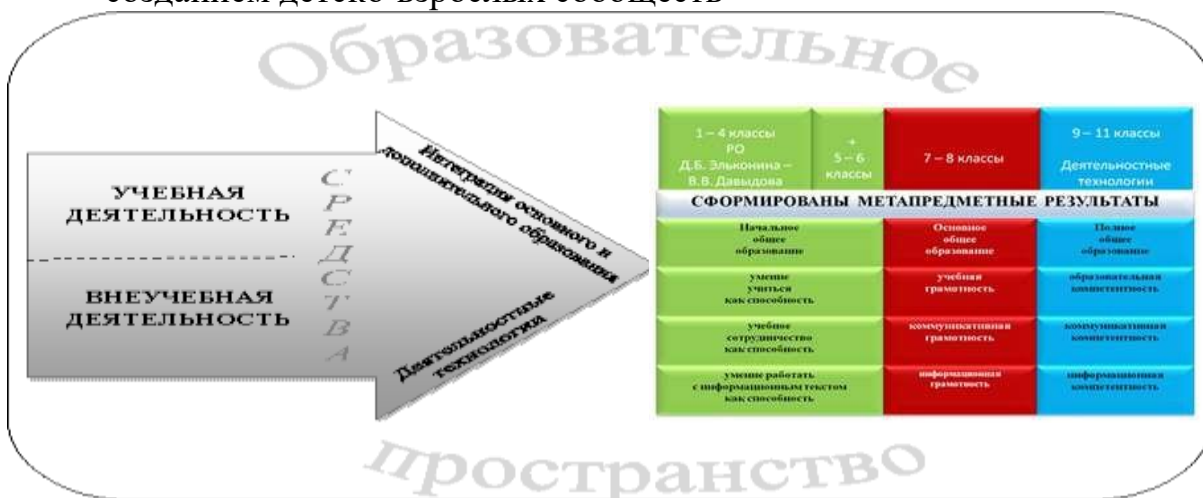 созданием детско-взрослых сообществ
Образовательное
УЧЕБНАЯ
ДЕЯТЕЛЬНОСТЬ
ВНЕУЧЕБНАЯ
ДЕЯТЕЛЬНОСТЬ
СРЕДСТВА
Интеграция основного и
дополнительного образования
Деятельностные
технологии
1 – 4 классы
РО
Д.Б. Эльконина –
В.В. Давыдова
+
5 – 6
классы
7 – 8 классы
9 – 11 классы
Деятельностные
технологии
СФОРМИРОВАНЫ МЕТАПРЕДМЕТНЫЕ РЕЗУЛЬТАТЫ
Начальное
общее
образование
Основное
общее
образование
Полное
общее
образование
умение
учиться
как способность
учебная
грамотность
образовательная
компетентность
учебное
сотрудничество
как способность
коммуникативная
грамотность
коммуникативная
компетентность
умение работать
с информационным текстом
как способность
информационная
грамотность
информационная
компетентность
пространство